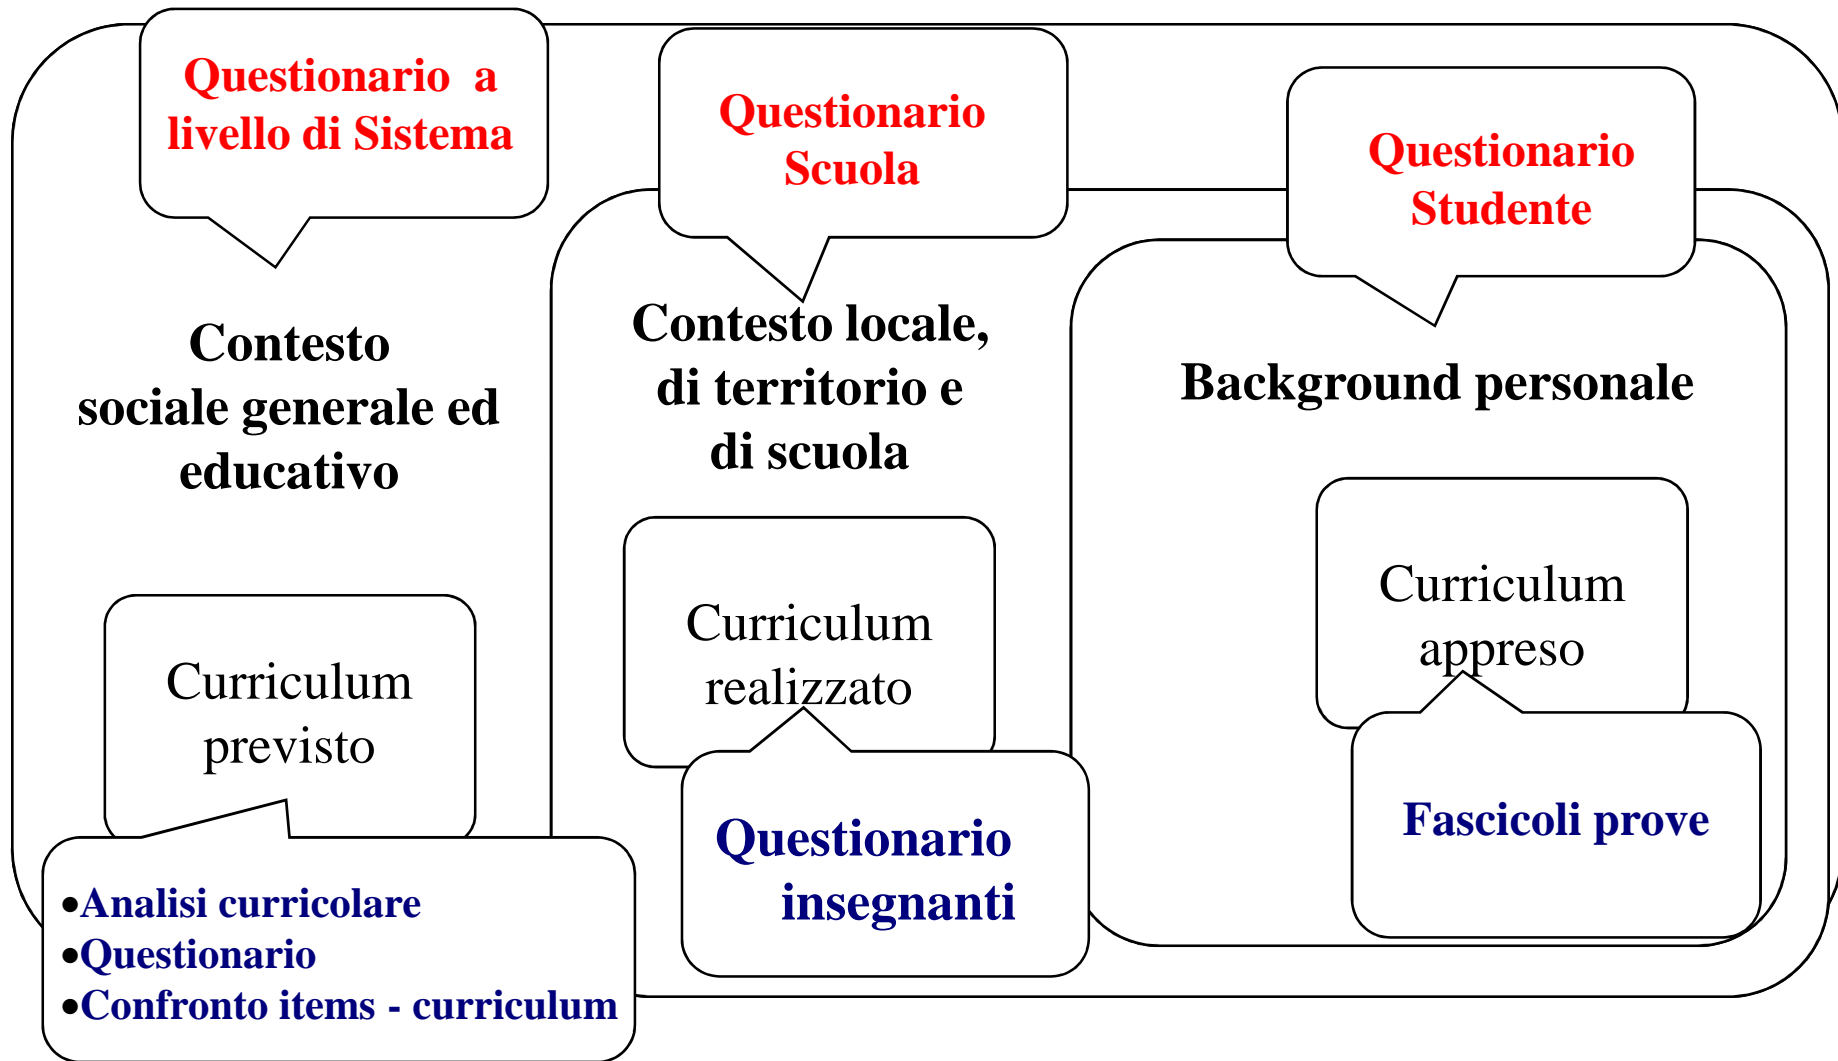 Questionario a
livello di Sistema
Contesto
sociale generale ed
educativo
Curriculum
previsto
•Analisi curricolare
•Questionario
•Confronto items - curriculum
Questionario
Scuola
Contesto locale,
di territorio e
di scuola
Curriculum
realizzato
Questionario
insegnanti
Questionario
Studente
Background personale
Curriculum
appreso
Fascicoli prove